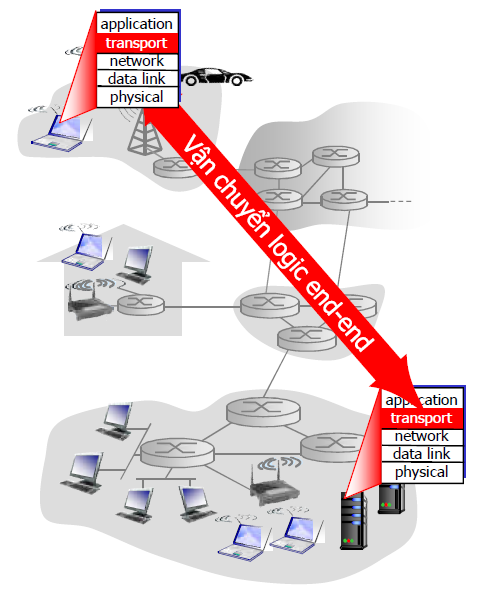 application
transport
network
data link
physical
Vận chuyển logic end-end
application
transport
network
data link
physical